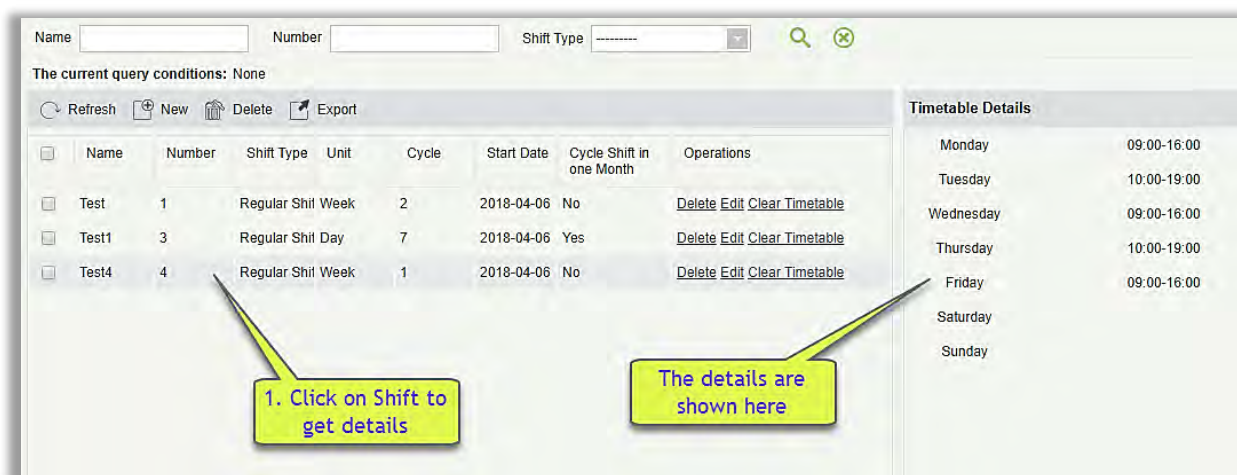 Name Number Shift Type ---------
The current query conditions: None
Refresh New Delete Export Timetable Details
Name Number Shift Type Unit Cycle Start Date Cycle Shift in one Month Operations
Test 1 Regular Shif Week 2 2018-04-06 No Delete Edit Clear Timetable
Test1 3 Regular Shif Day 7 2018-04-06 Yes Delete Edit Clear Timetable
Test4 4 Regular Shif Week 1 2018-04-06 No Delete Edit Clear Timetable
Monday 09:00-16:00
Tuesday 10:00-19:00
Wednesday 09:00-16:00
Thursday 10:00-19:00
Friday 09:00-16:00
Saturday
Sunday
1. Click on Shift to
get details
The details are
shown here